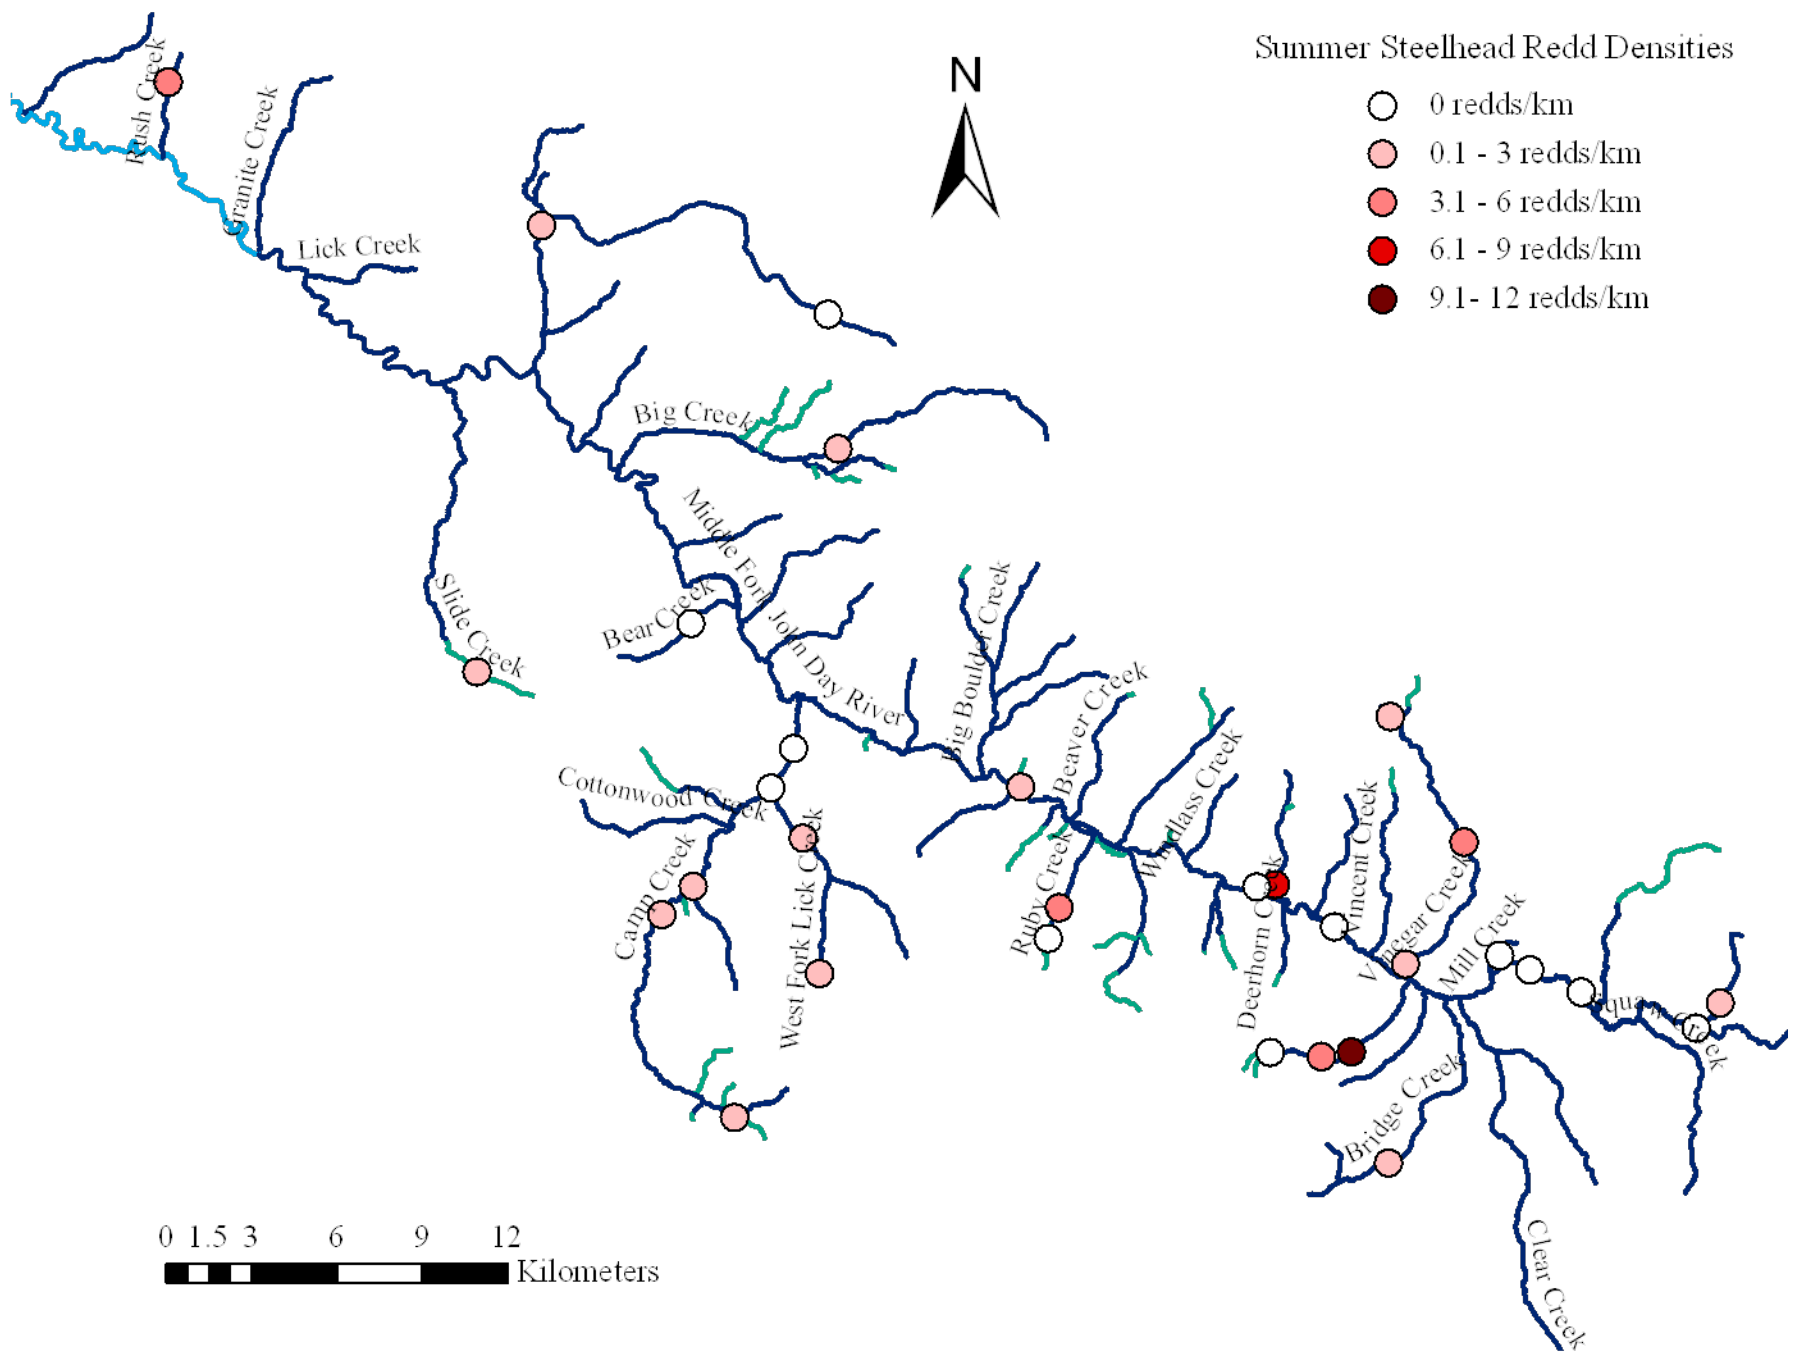 Summer Steelhead Redd Densities
0 redds/km
0.1 - 3 redds/km
3.1 - 6 redds/km
6.1 - 9 redds/km
9.1- 12 redds/km
N
Rush Creek
Granite Creek
Lick Creek
Big Creek
Middle Fork John Day River
Slide Creek
Bear Creek
Big Boulder Creek
Beaver Creek
Cottonwood Creek
Camp Creek
West Fork Lick Creek
Ruby Creek
Windlass Creek
Deerhorn Creek
Vincent Creek
Vinegar Creek
Mill Creek
Squaw Creek
Bridge Creek
Clear Creek
0 1.5 3 6 9 12
Kilometers